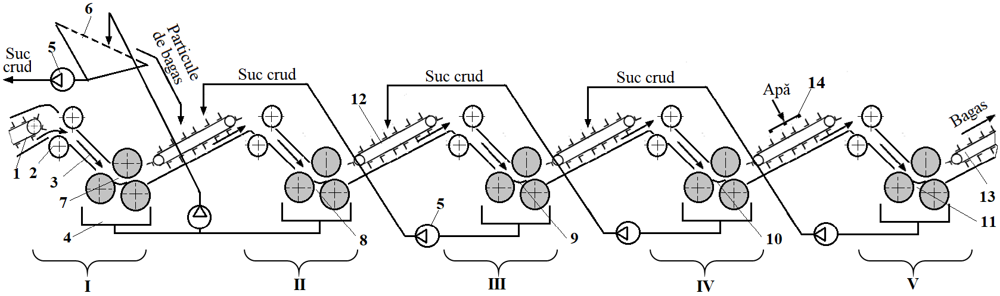 6
5
Suc
crud
Particule
de bagas
Suc crud
Suc crud
Suc crud
Apă
14
12
Bagas
1
2
3
7
4
8
5
9
10
11
13
I
II
III
IV
V